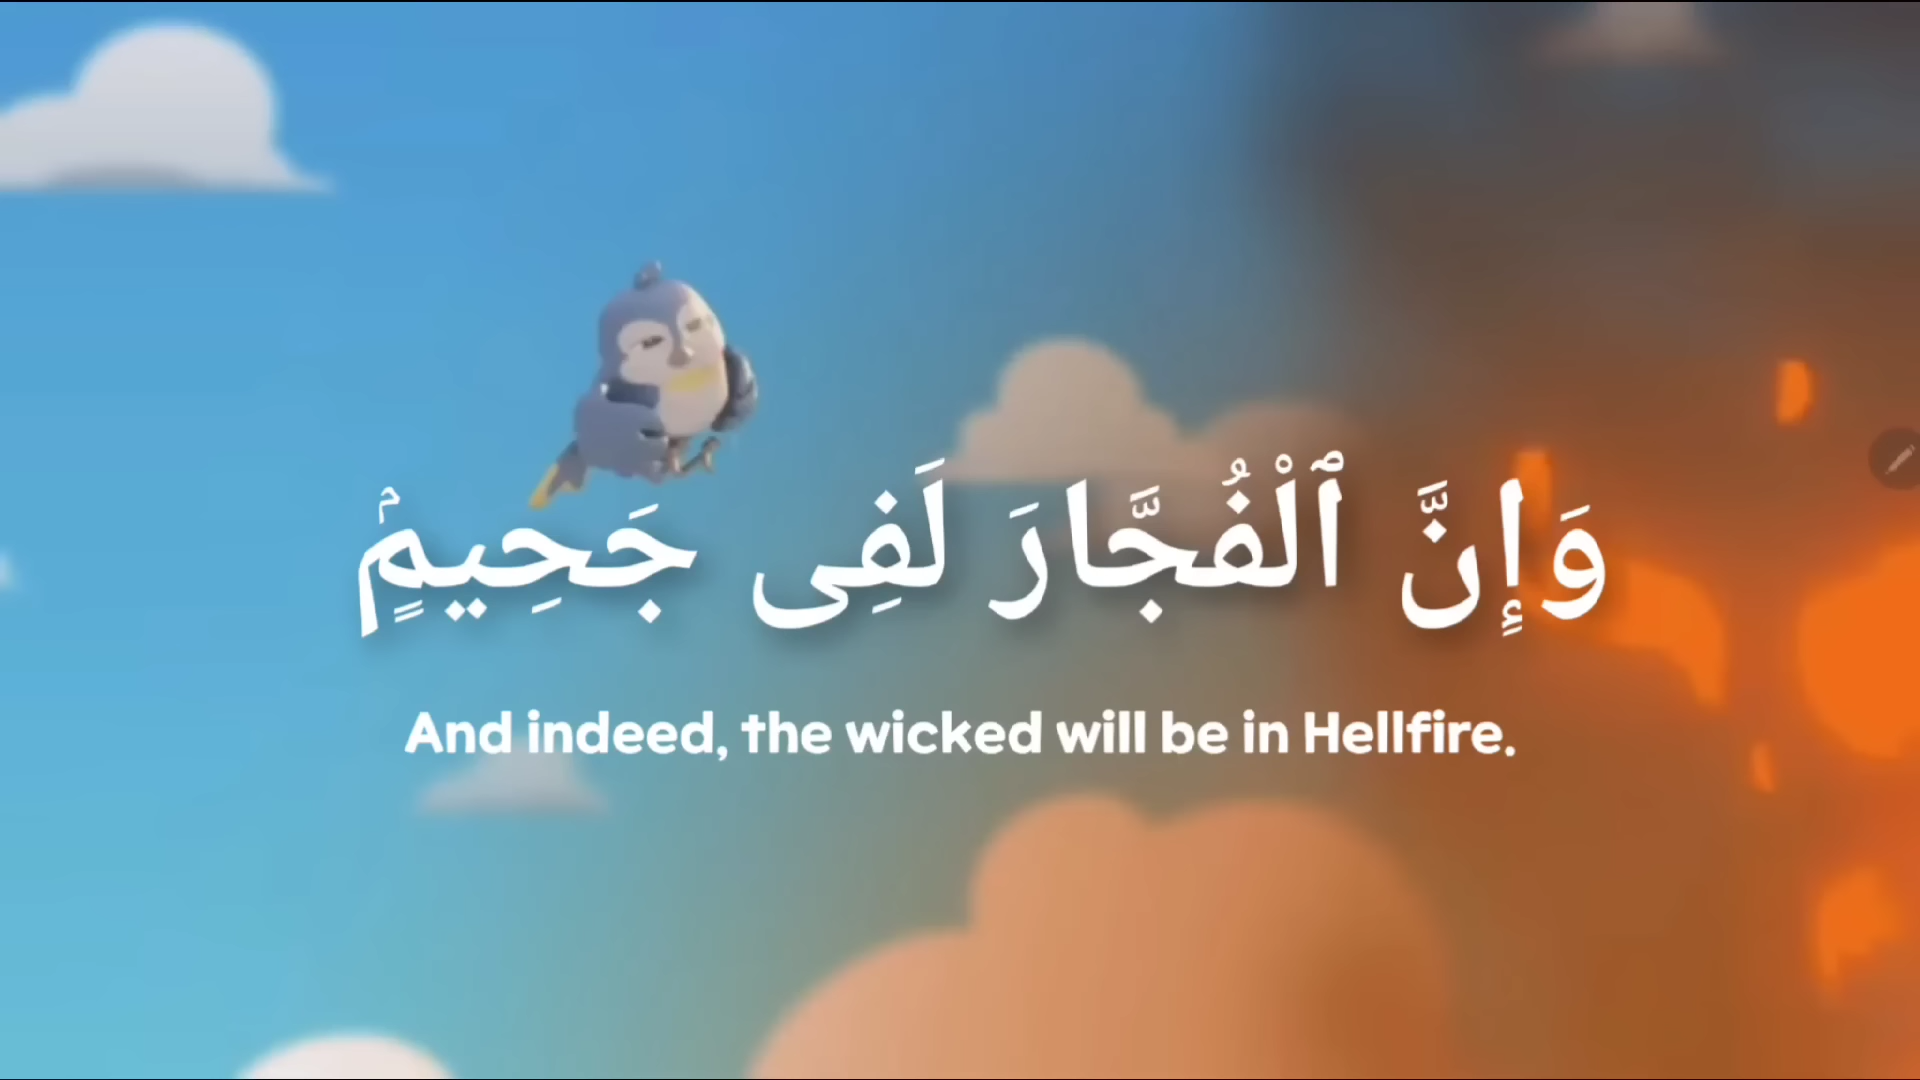 وَإِنَّ ٱلْفُجَّارَ لَفِى جَحِيمٍۢ
And indeed, the wicked will be in Hellfire.